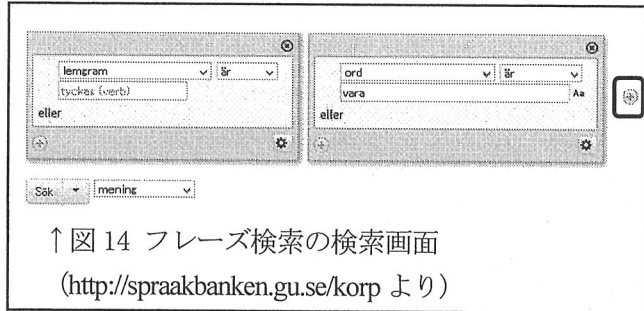 lemgram är
tyckas (verb)
eller
ord är
vara Aa
eller
Sök mening
↑図 14 フレーズ検索の検索画面
(http://spraakbanken.gu.se/korp より)